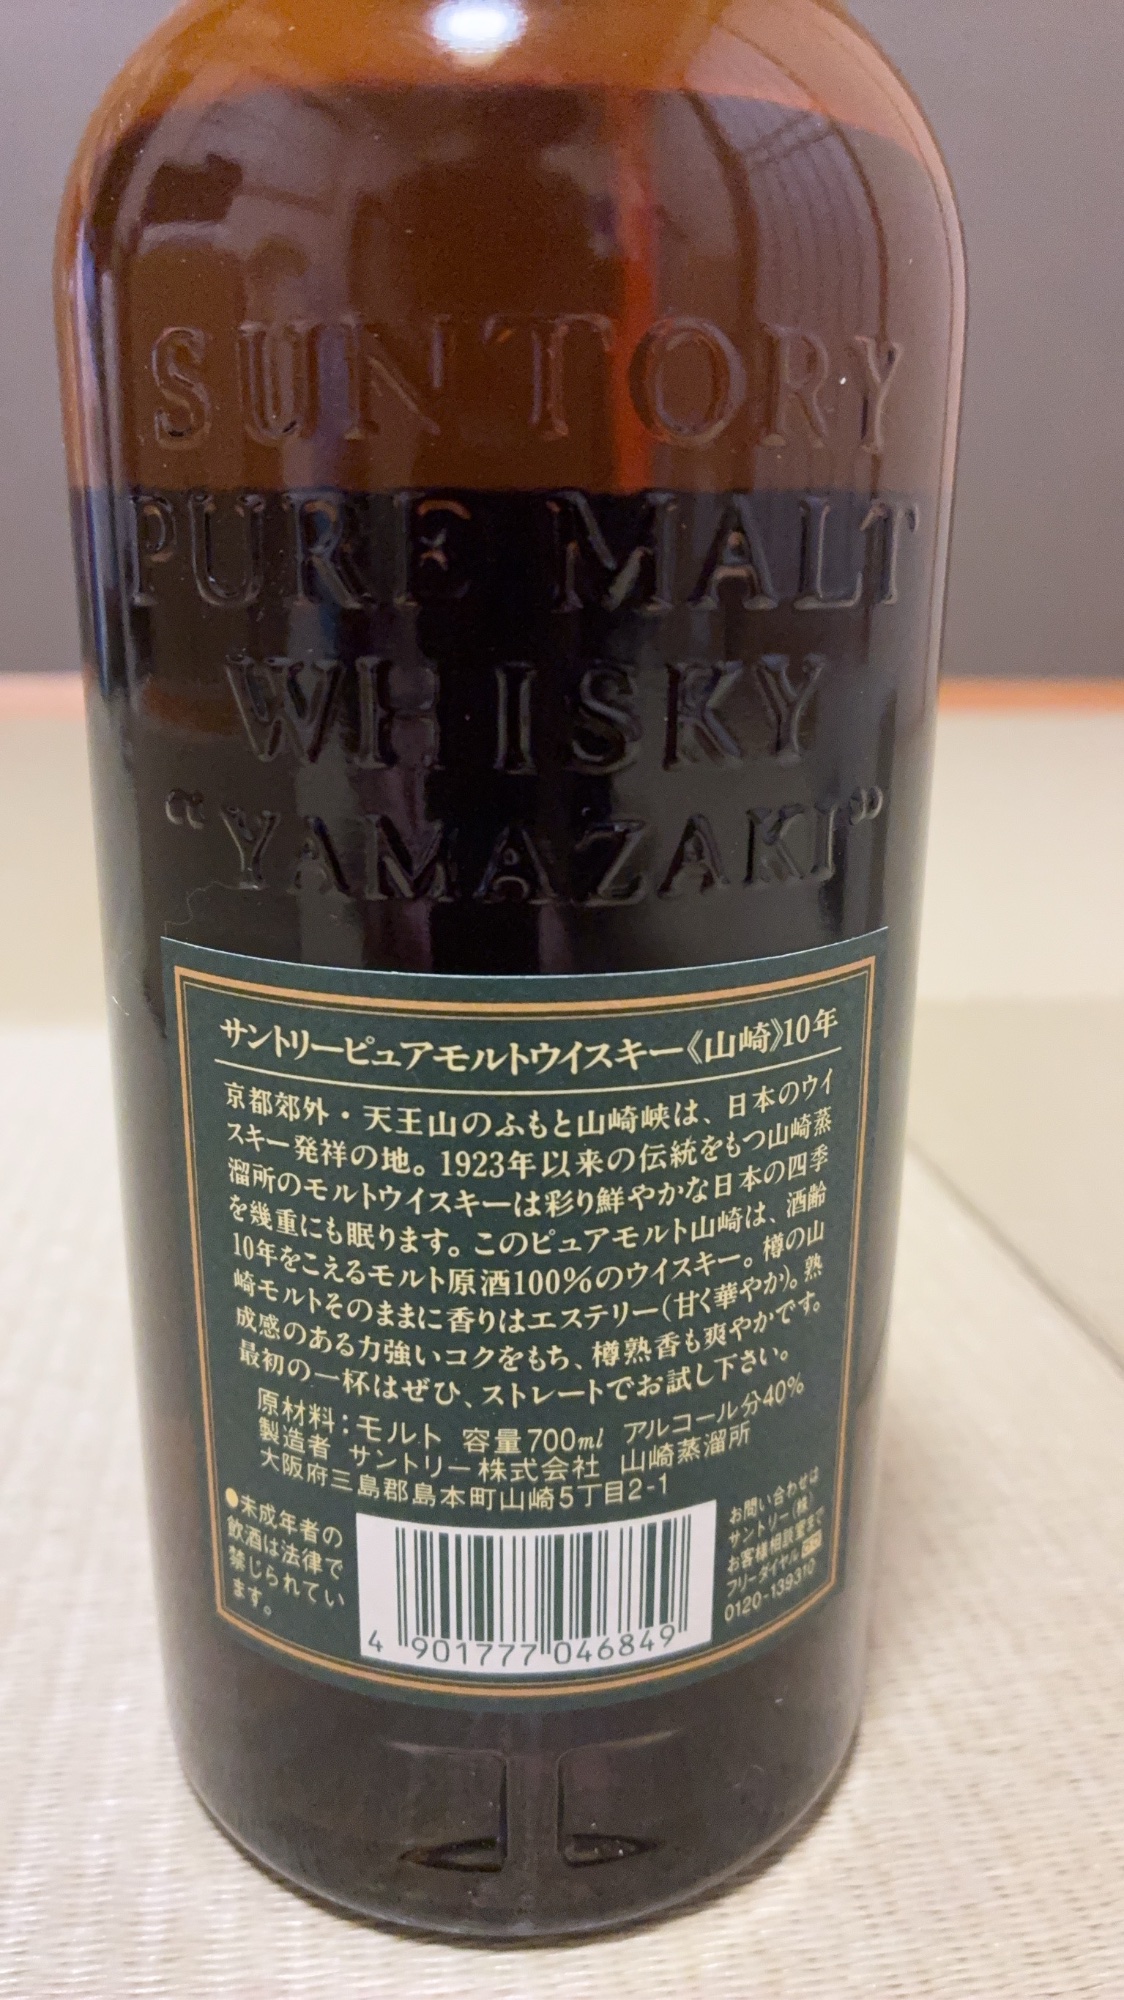 SUNTORY
PURE MALT
WHISKY
“YAMAZAKI”
サントリーピュアモルトウイスキー《山崎》10年
京都郊外・天王山のふもと山崎峡は、日本のウイ
スキー発祥の地。1923年以来の伝統をもつ山崎蒸
溜所のモルトウイスキーは彩り鮮やかな日本の四季
を幾重にも眠ります。このピュアモルト山崎は、酒齢
10年をこえるモルト原酒100%のウイスキー。樽の山
崎モルトそのままに香りはエステリー(甘く華やか)。熟
成感のある力強いコクをもち、樽熟香も爽やかです。
最初の一杯はぜひ、ストレートでお試し下さい。
原材料:モルト 容量700ml アルコール分40%
製造者 サントリー株式会社 山崎蒸溜所
大阪府三島郡島本町山崎5丁目2-1
●未成年者の
飲酒は法律で
禁じられてい
ます。
4 901777 046849
お問い合わせは
サントリー(株)
お客様相談室まで
フリーダイヤル
0120-139310